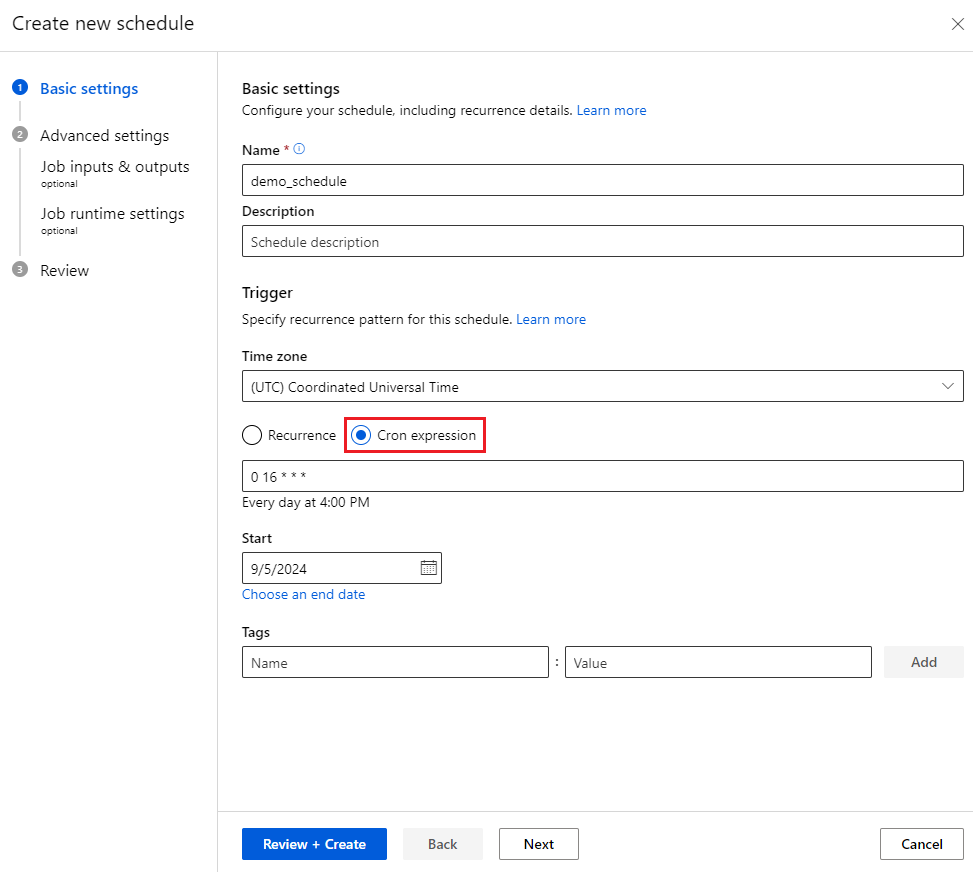 Create new schedule
1 Basic settings
2 Advanced settings
Job inputs & outputs
optional
Job runtime settings
optional
3 Review
Basic settings
Configure your schedule, including recurrence details. Learn more
Name *
demo_schedule
Description
Schedule description
Trigger
Specify recurrence pattern for this schedule. Learn more
Time zone
(UTC) Coordinated Universal Time
Recurrence Cron expression
0 16 * * *
Every day at 4:00 PM
Start
9/5/2024
Choose an end date
Tags
Name : Value Add
Review + Create Back Next Cancel